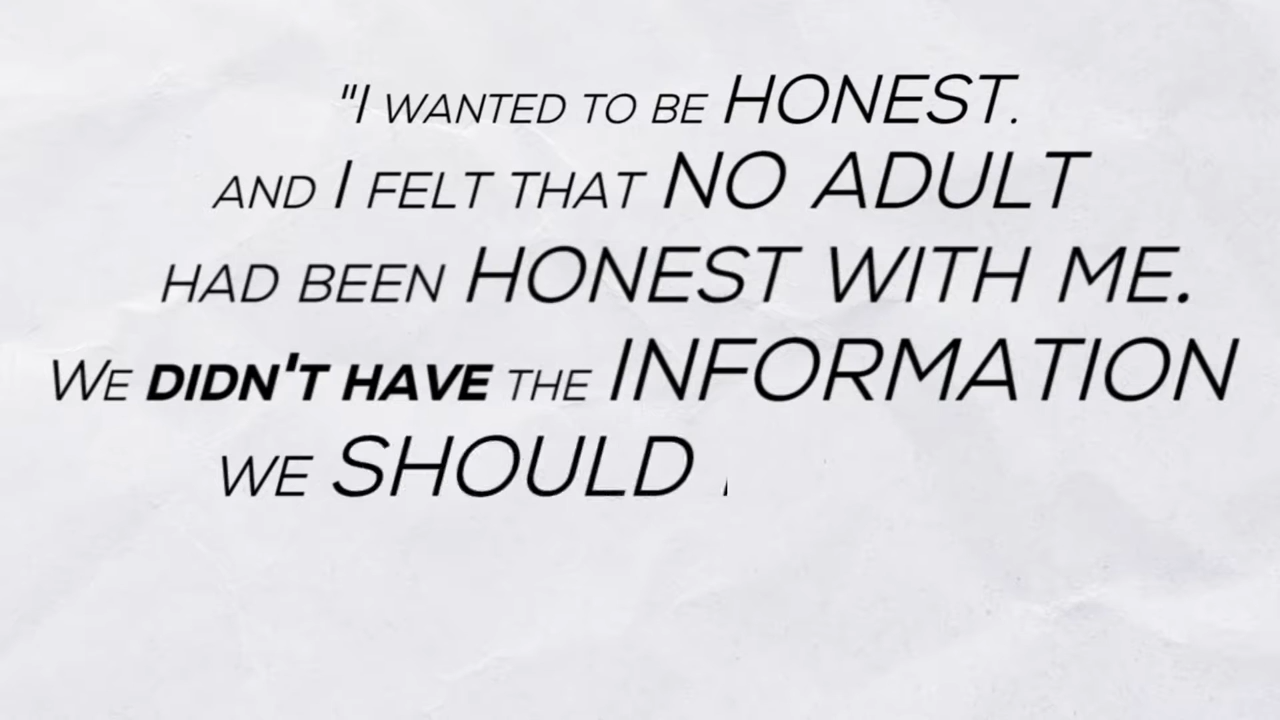 "I WANTED TO BE HONEST.
AND I FELT THAT NO ADULT
HAD BEEN HONEST WITH ME.
WE DIDN'T HAVE THE INFORMATION
WE SHOULD